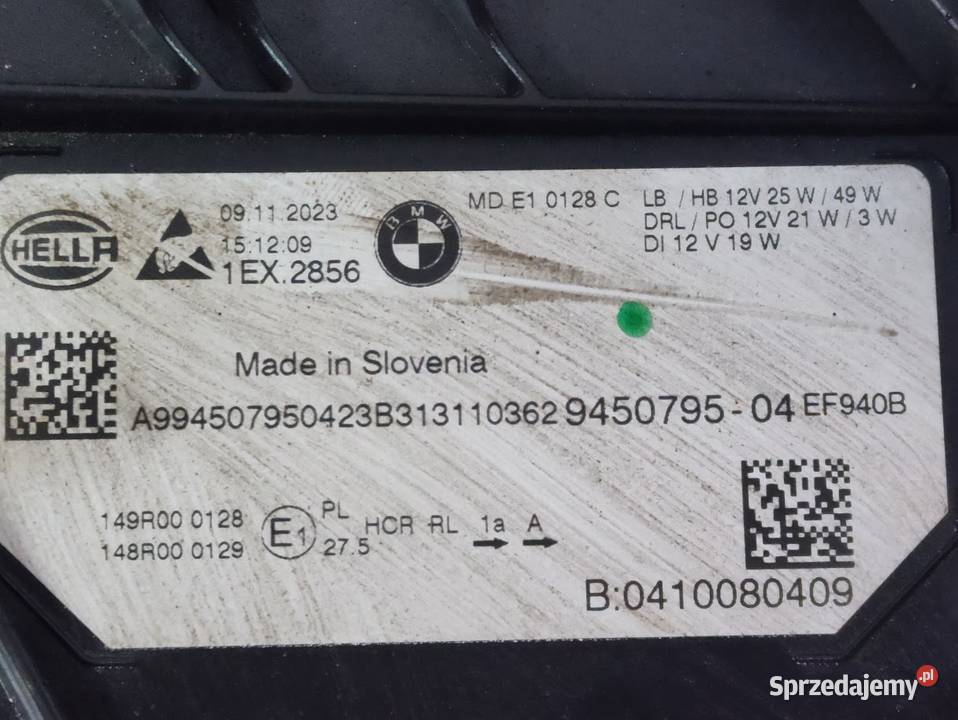 HELLA
09.11.2023
15:12:09
1EX.2856
BMW
MD E1 0128 C
LB / HB 12V 25 W / 49 W
DRL / PO 12V 21 W / 3 W
DI 12 V 19 W
Made in Slovenia
A994507950423B313110362 9450795-04 EF940B
149R00 0128
148R00 0129
E1
PL
27.5
HCR RL 1a A
B:0410080409
Sprzedajemy.pl